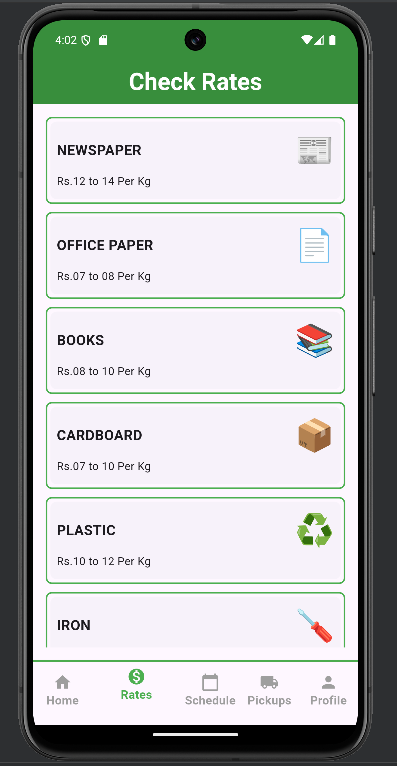 4:02
Check Rates
NEWSPAPER
Rs.12 to 14 Per Kg
OFFICE PAPER
Rs.07 to 08 Per Kg
BOOKS
Rs.08 to 10 Per Kg
CARDBOARD
Rs.07 to 10 Per Kg
PLASTIC
Rs.10 to 12 Per Kg
IRON
Home
Rates
Schedule
Pickups
Profile